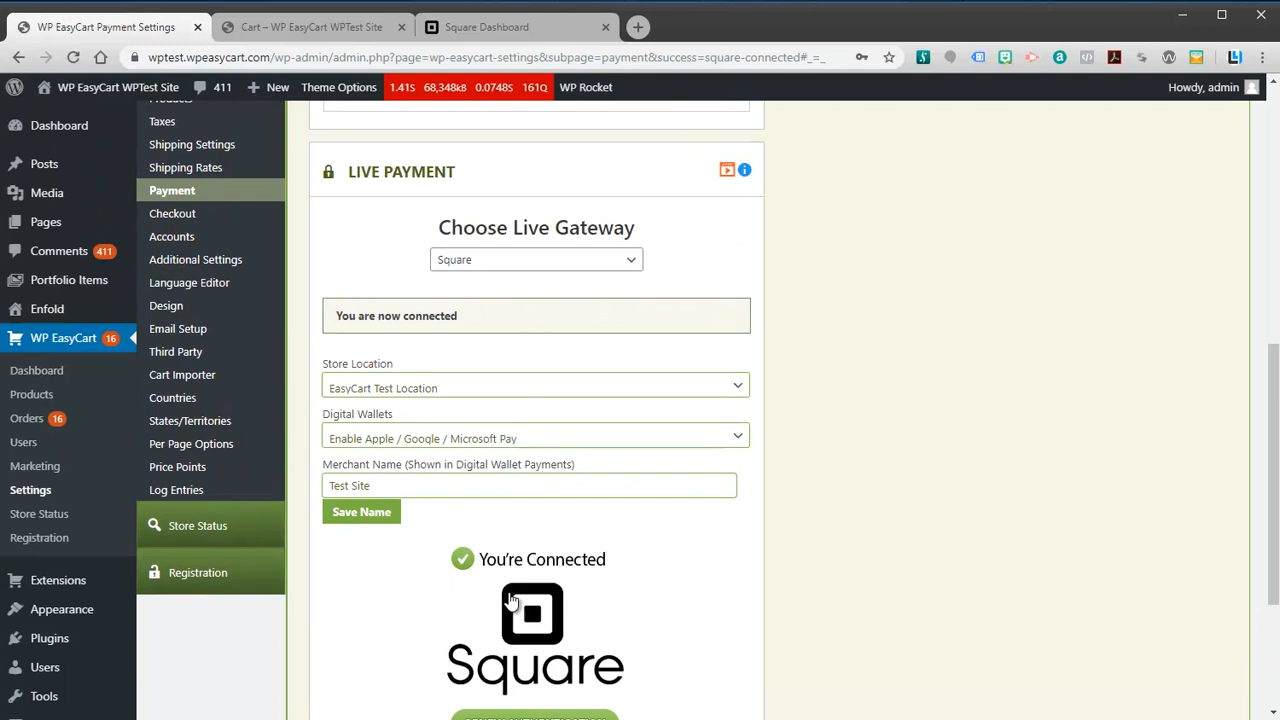 WP EasyCart Payment Settings
Cart – WP EasyCart WPTest Site
Square Dashboard
wptest.wpeasycart.com/wp-admin/admin.php?page=wp-easycart-settings&subpage=payment&success=square-connected#_=_
WP EasyCart WPTest Site
411
New
Theme Options
1.41S 68,348kB 0.0748S 161Q
WP Rocket
Howdy, admin
Dashboard
Posts
Media
Pages
Comments 411
Portfolio Items
Enfold
WP EasyCart 16
Dashboard
Products
Orders 16
Users
Marketing
Settings
Store Status
Registration
Extensions
Appearance
Plugins
Users
Tools
Products
Taxes
Shipping Settings
Shipping Rates
Payment
Checkout
Accounts
Additional Settings
Language Editor
Design
Email Setup
Third Party
Cart Importer
Countries
States/Territories
Per Page Options
Price Points
Log Entries
Store Status
Registration
LIVE PAYMENT
Choose Live Gateway
Square
You are now connected
Store Location
EasyCart Test Location
Digital Wallets
Enable Apple / Google / Microsoft Pay
Merchant Name (Shown in Digital Wallet Payments)
Test Site
Save Name
You're Connected
Square